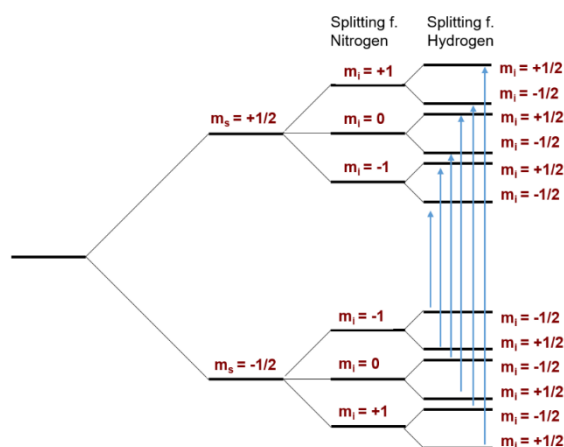 Splitting f.
Nitrogen
Splitting f.
Hydrogen
mi = +1
mi = +1/2
mi = -1/2
ms = +1/2
mi = 0
mi = +1/2
mi = -1/2
mi = -1
mi = +1/2
mi = -1/2
mi = -1
mi = -1/2
mi = +1/2
ms = -1/2
mi = 0
mi = -1/2
mi = +1/2
mi = +1
mi = -1/2
mi = +1/2